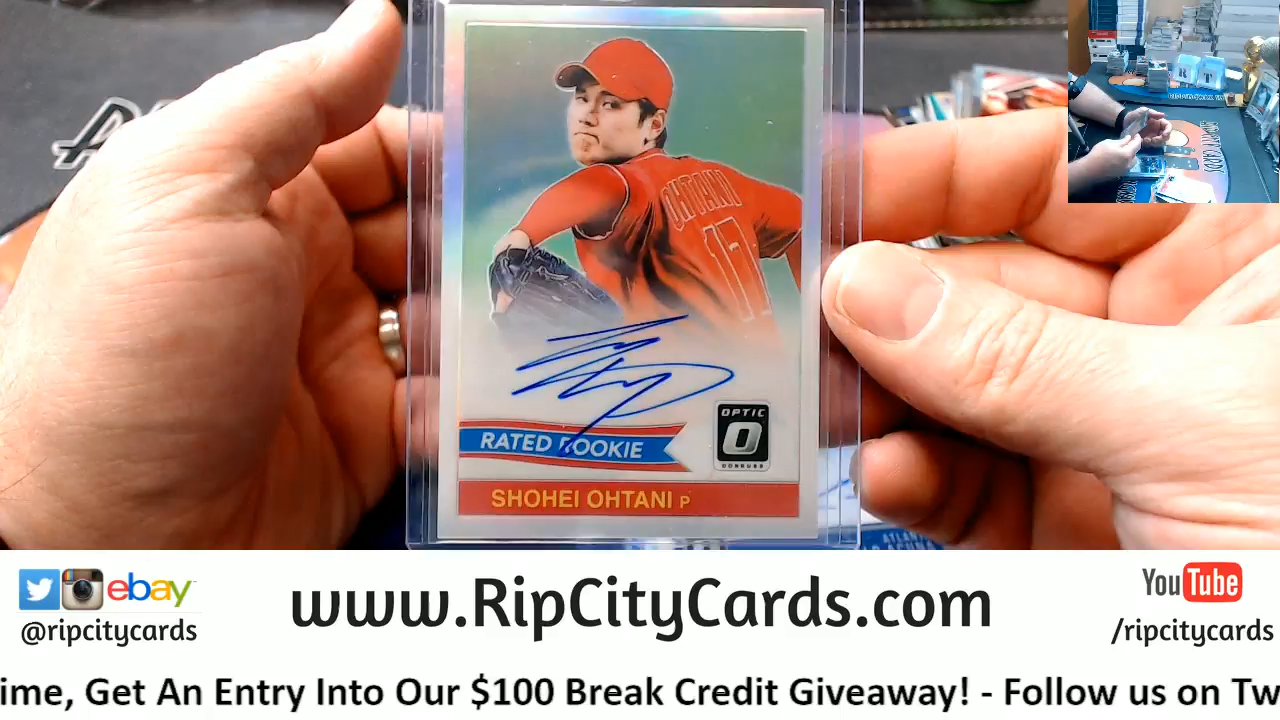 OHTANI
17
OPTIC
O
DONRUSS
RATED ROOKIE
SHOHEI OHTANI P
ATLANTA
ebay
@ripcitycards
www.RipCityCards.com
YouTube
/ripcitycards
ime, Get An Entry Into Our $100 Break Credit Giveaway! - Follow us on Tw